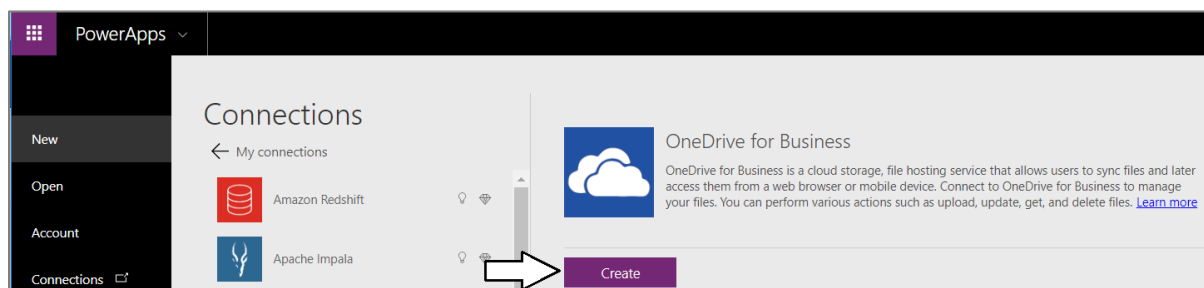 PowerApps
New
Open
Account
Connections
Connections
My connections
Amazon Redshift
Apache Impala
OneDrive for Business
OneDrive for Business is a cloud storage, file hosting service that allows users to sync files and later
access them from a web browser or mobile device. Connect to OneDrive for Business to manage
your files. You can perform various actions such as upload, update, get, and delete files. Learn more
Create